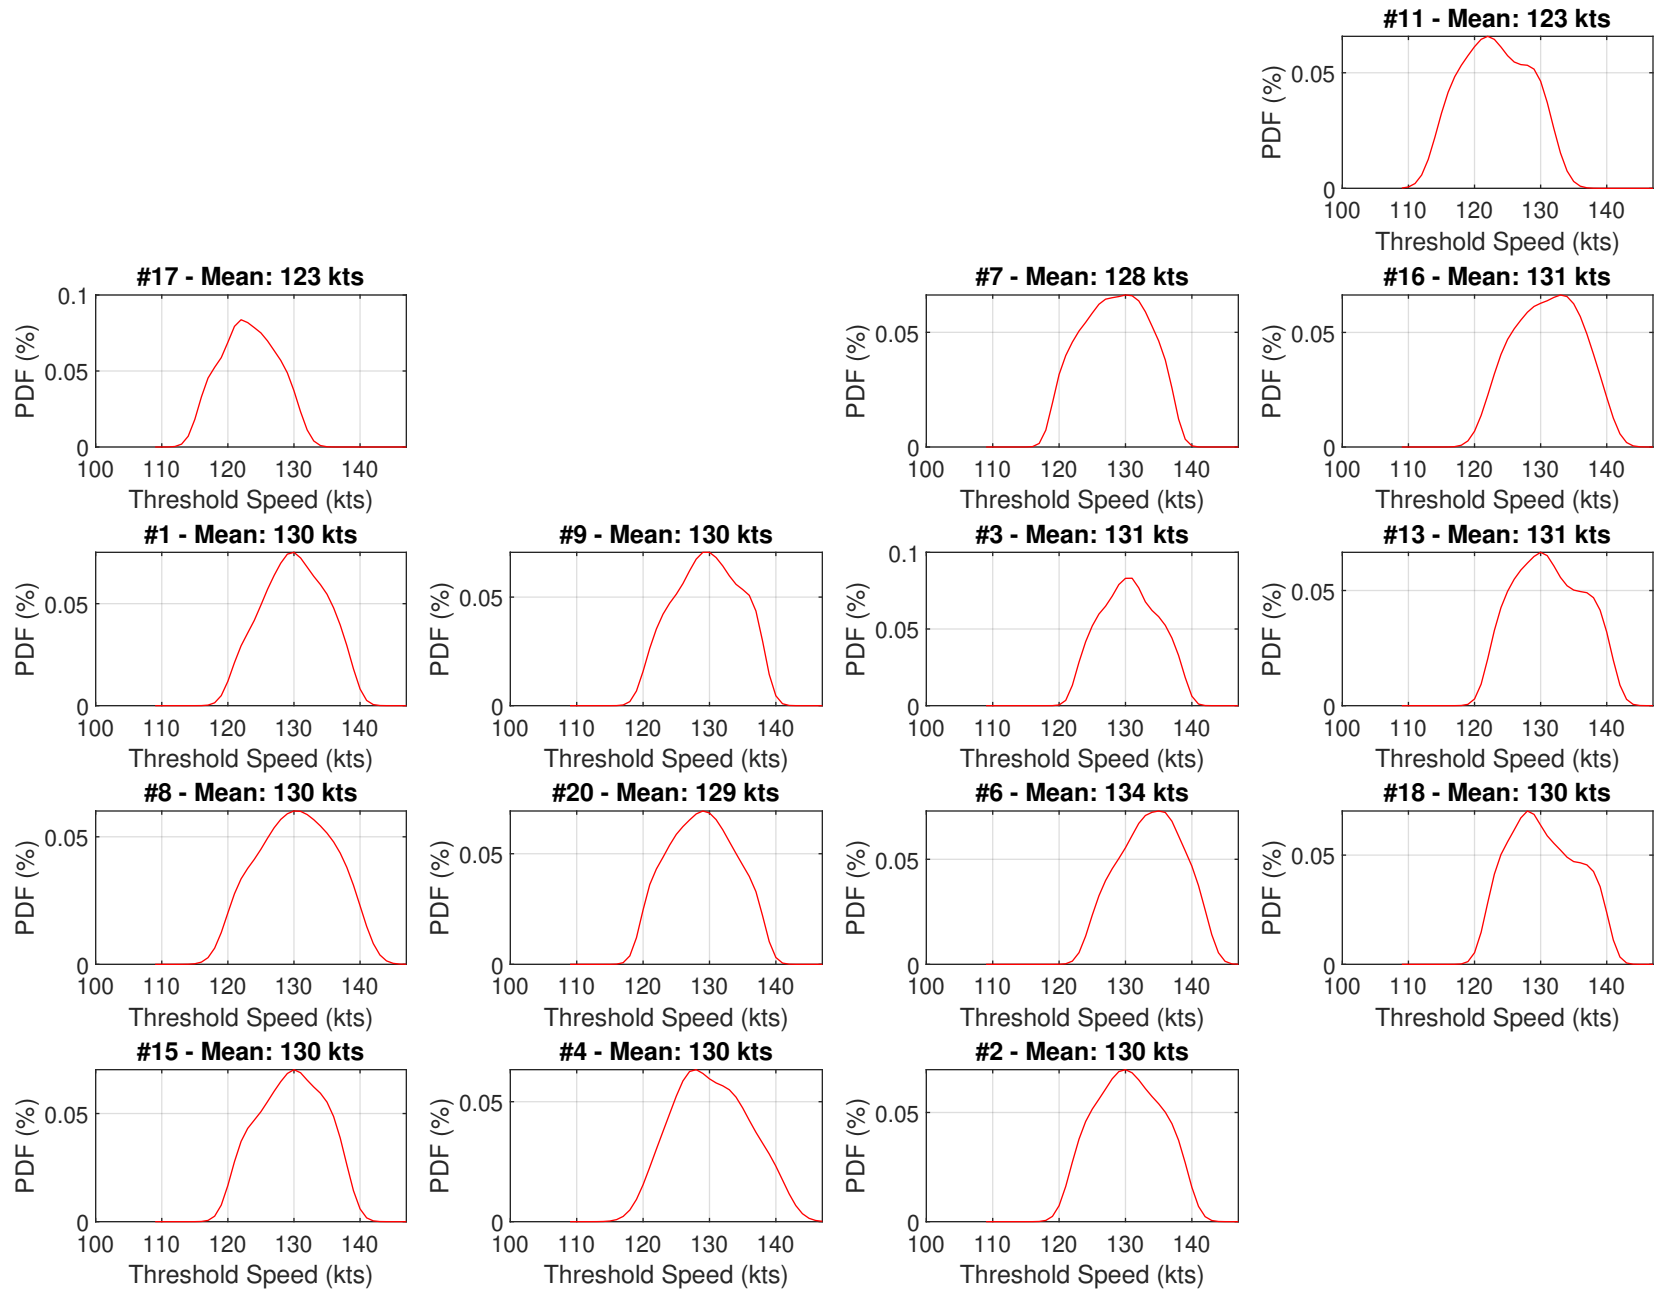 #11 - Mean: 123 kts
PDF (%)
0.05
0
100 110 120 130 140
Threshold Speed (kts)
#17 - Mean: 123 kts
PDF (%)
0.1
0.05
0
100 110 120 130 140
Threshold Speed (kts)
#7 - Mean: 128 kts
PDF (%)
0.05
0
100 110 120 130 140
Threshold Speed (kts)
#16 - Mean: 131 kts
PDF (%)
0.05
0
100 110 120 130 140
Threshold Speed (kts)
#1 - Mean: 130 kts
PDF (%)
0.05
0
100 110 120 130 140
Threshold Speed (kts)
#9 - Mean: 130 kts
PDF (%)
0.05
0
100 110 120 130 140
Threshold Speed (kts)
#3 - Mean: 131 kts
PDF (%)
0.1
0.05
0
100 110 120 130 140
Threshold Speed (kts)
#13 - Mean: 131 kts
PDF (%)
0.05
0
100 110 120 130 140
Threshold Speed (kts)
#8 - Mean: 130 kts
PDF (%)
0.05
0
100 110 120 130 140
Threshold Speed (kts)
#20 - Mean: 129 kts
PDF (%)
0.05
0
100 110 120 130 140
Threshold Speed (kts)
#6 - Mean: 134 kts
PDF (%)
0.05
0
100 110 120 130 140
Threshold Speed (kts)
#18 - Mean: 130 kts
PDF (%)
0.05
0
100 110 120 130 140
Threshold Speed (kts)
#15 - Mean: 130 kts
PDF (%)
0.05
0
100 110 120 130 140
Threshold Speed (kts)
#4 - Mean: 130 kts
PDF (%)
0.05
0
100 110 120 130 140
Threshold Speed (kts)
#2 - Mean: 130 kts
PDF (%)
0.05
0
100 110 120 130 140
Threshold Speed (kts)